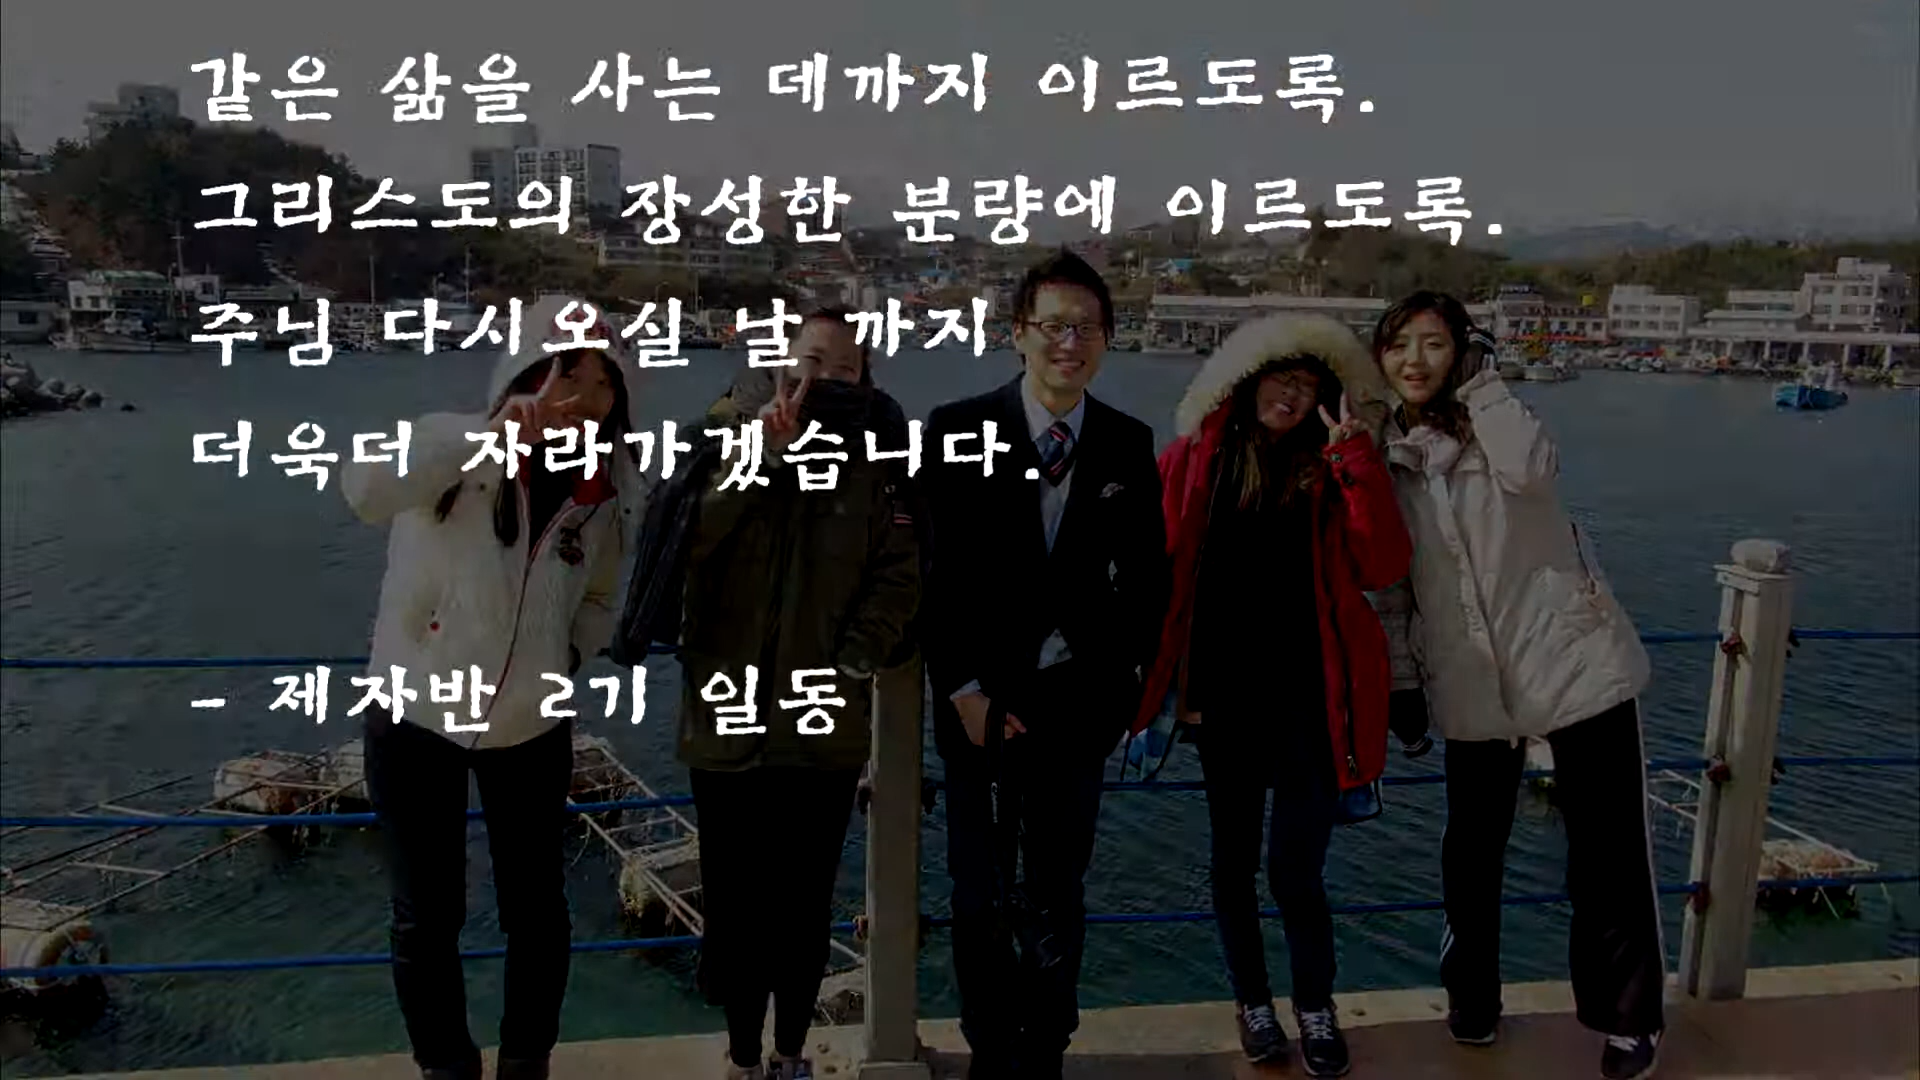 같은 삶을 사는 데까지 이르도록.
그리스도의 장성한 분량에 이르도록.
주님 다시오실 날 까지
더욱더 자라가겠습니다.
- 제자반 2기 일동